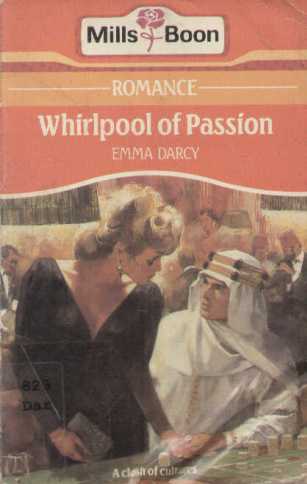 Mills Boon
ROMANCE
Whirlpool of Passion
EMMA DARCY
823
Dar
A clash of cultures